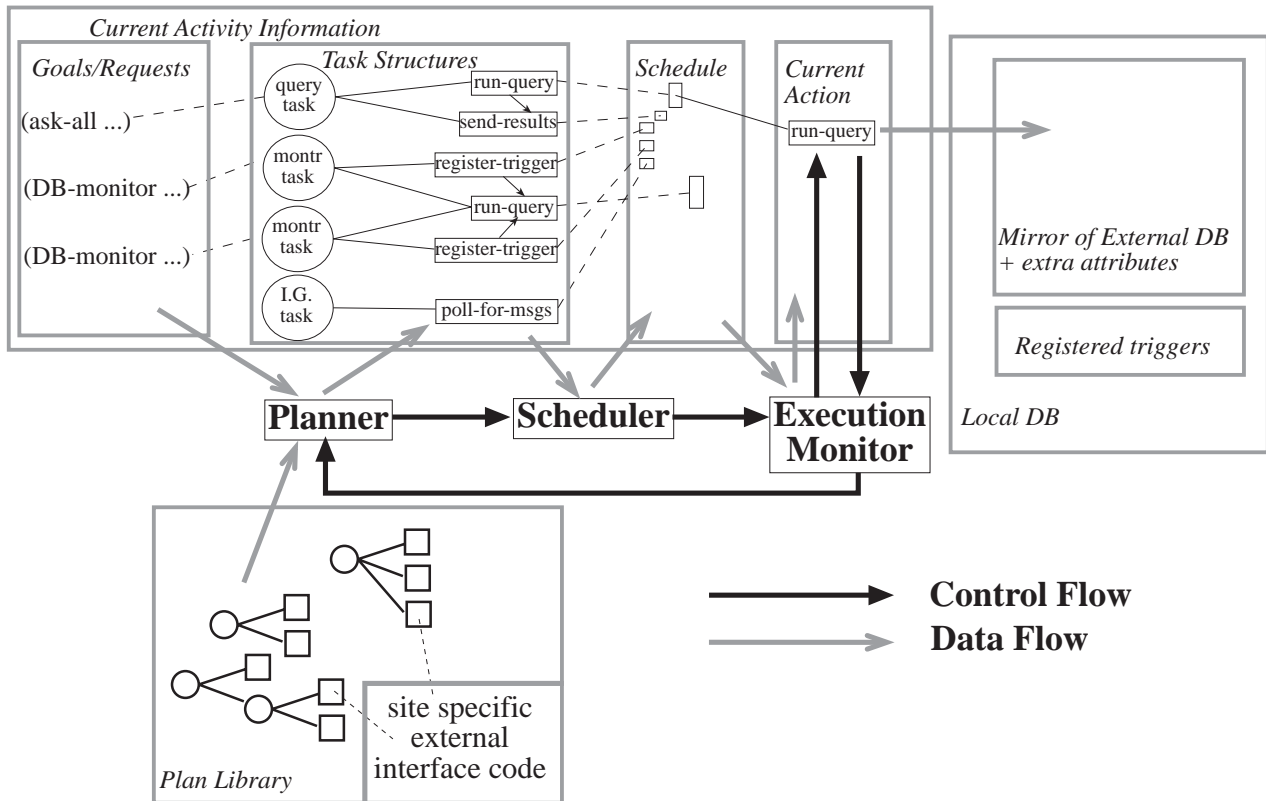 Current Activity Information
Goals/Requests
(ask-all ...)
(DB-monitor ...)
(DB-monitor ...)
Task Structures
query
task
montr
task
montr
task
I.G.
task
run-query
send-results
register-trigger
run-query
register-trigger
poll-for-msgs
Schedule
Current
Action
run-query
Mirror of External DB
+ extra attributes
Registered triggers
Local DB
Planner
Scheduler
Execution
Monitor
Control Flow
Data Flow
site specific
external
interface code
Plan Library